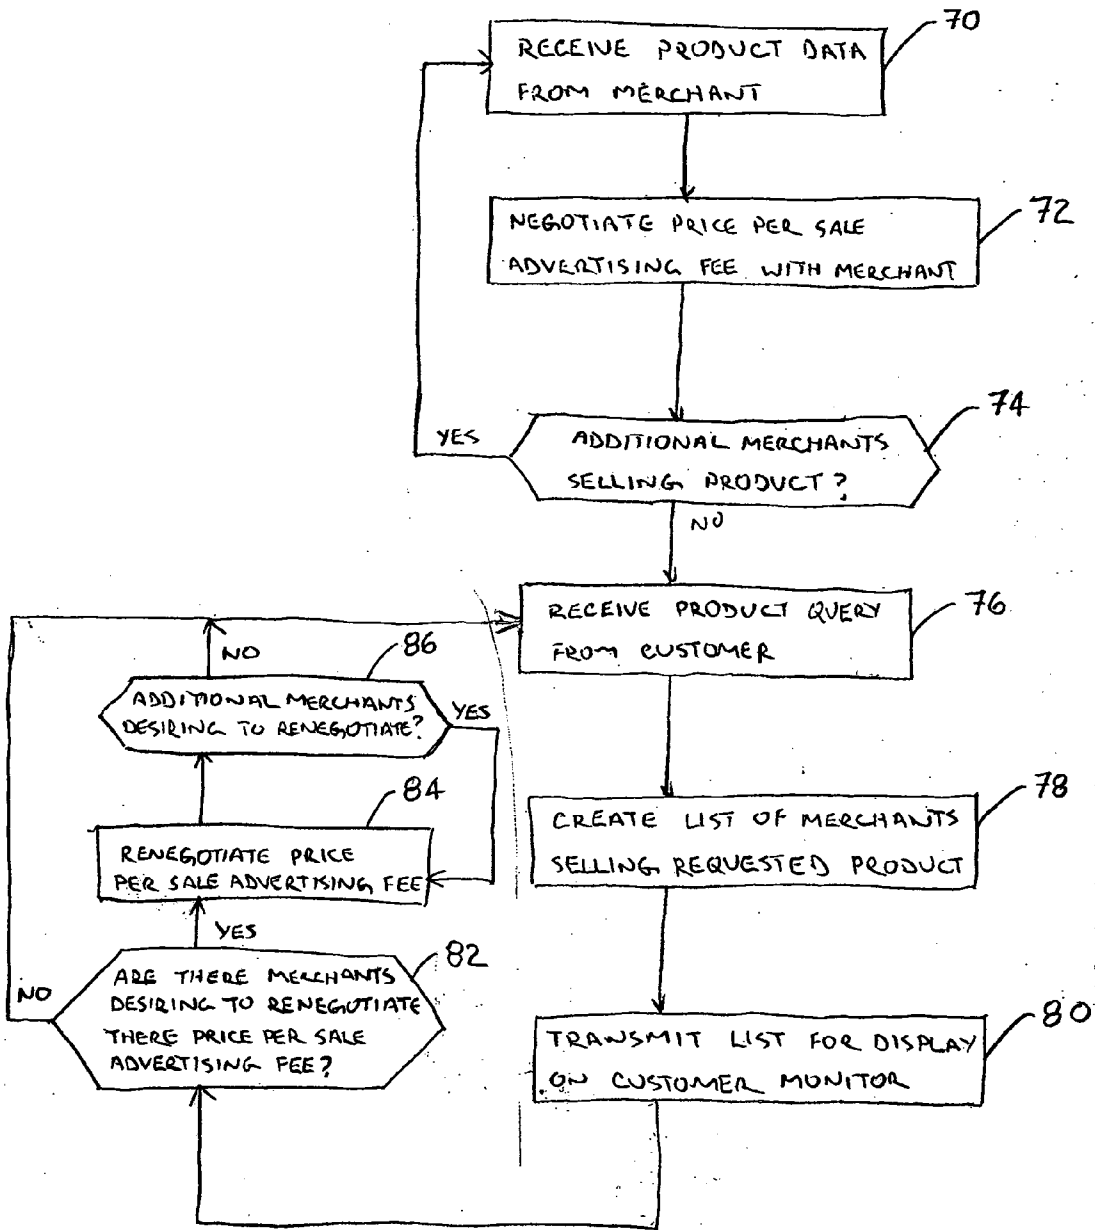 70
RECEIVE PRODUCT DATA
FROM MERCHANT
72
NEGOTIATE PRICE PER SALE
ADVERTISING FEE WITH MERCHANT
74
YES
ADDITIONAL MERCHANTS
SELLING PRODUCT?
NO
76
RECEIVE PRODUCT QUERY
FROM CUSTOMER
78
CREATE LIST OF MERCHANTS
SELLING REQUESTED PRODUCT
80
TRANSMIT LIST FOR DISPLAY
ON CUSTOMER MONITOR
82
ARE THERE MERCHANTS
DESIRING TO RENEGOTIATE
THERE PRICE PER SALE
ADVERTISING FEE?
NO
YES
84
RENEGOTIATE PRICE
PER SALE ADVERTISING FEE
86
ADDITIONAL MERCHANTS
DESIRING TO RENEGOTIATE?
YES
NO